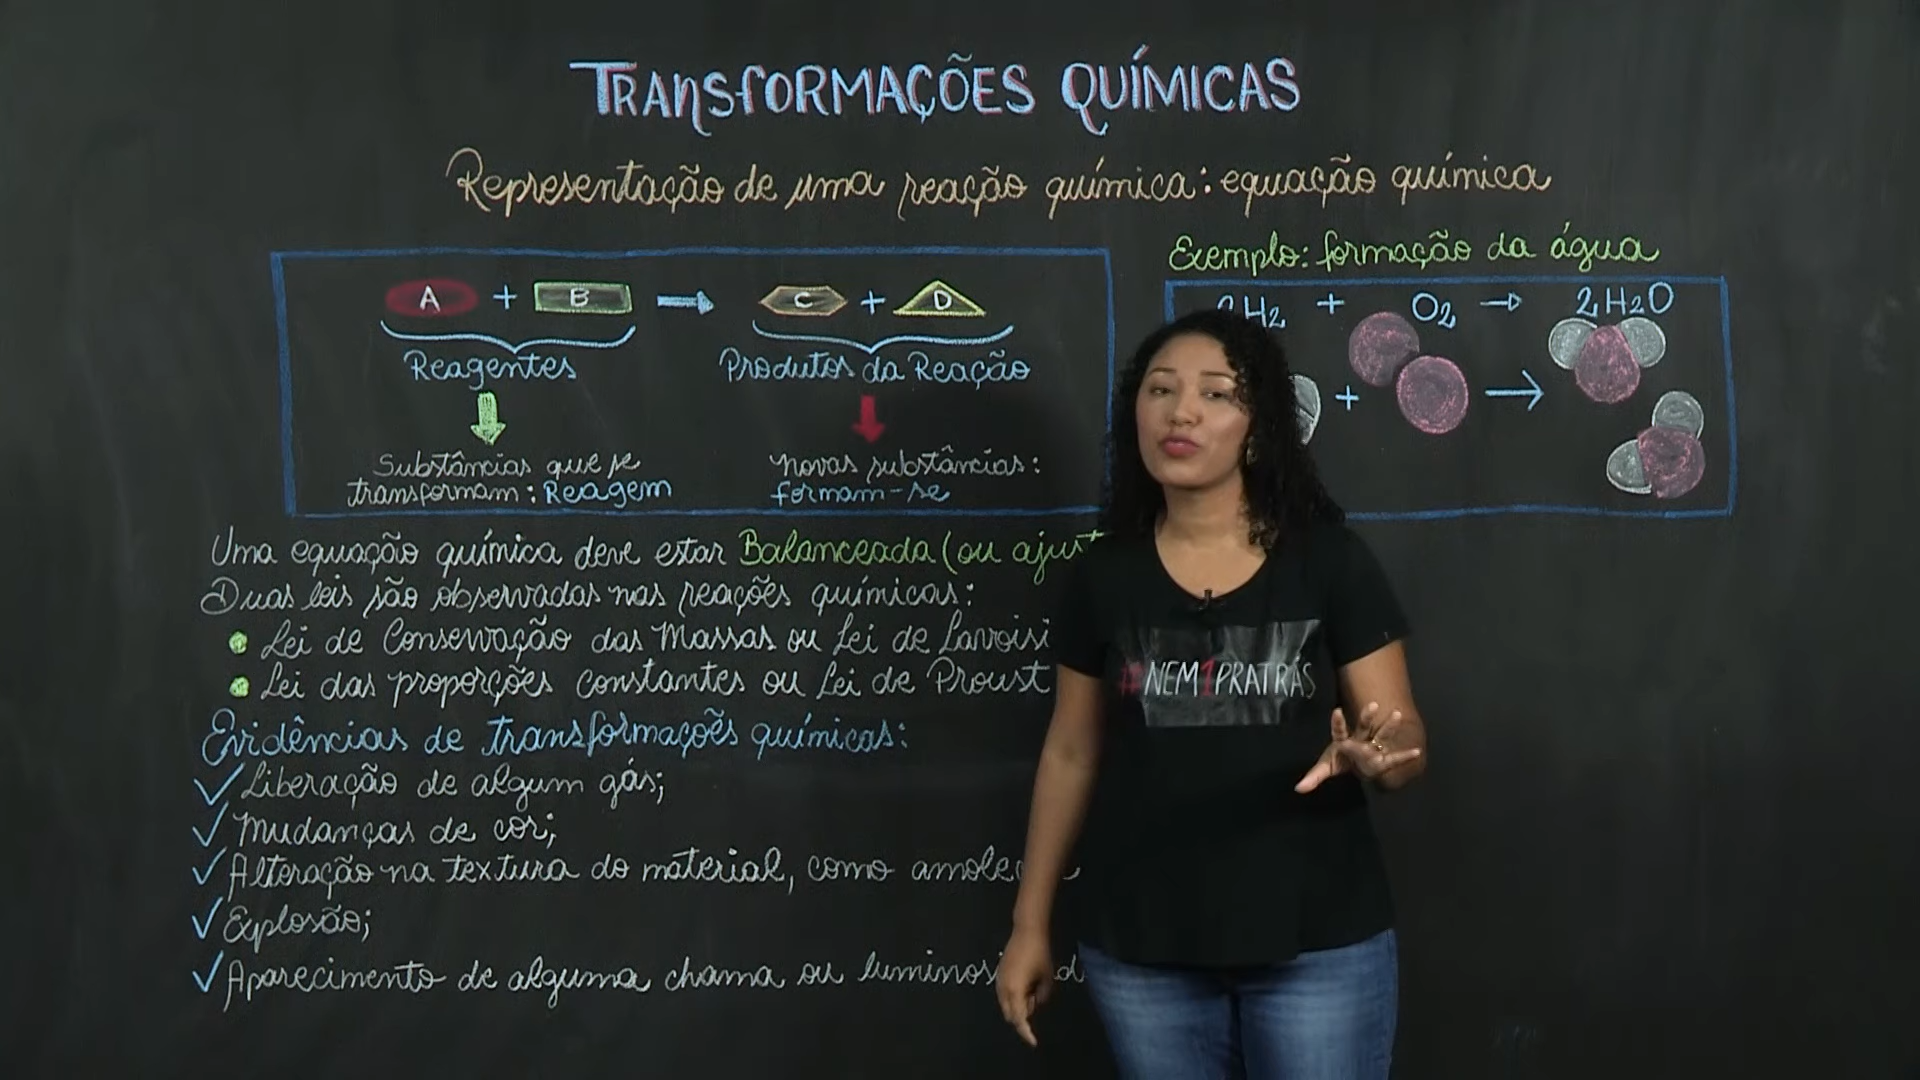 TRANSFORMAÇÕES QUÍMICAS
Representação de uma reação química: equação química
Exemplo: formação da água
A + B → C + D
2H2 + O2 → 2H2O
Reagentes
Produtos da Reação
+ →
Substâncias que se
transformam: Reagem
novas substâncias:
formam-se
Uma equação química deve estar Balanceada (ou ajust
Duas leis são observadas nas reações químicas:
Lei de Conservação das Massas ou Lei de Lavoisi
Lei das proporções constantes ou Lei de Proust
#NEM1PRATRÁS
Evidências de transformações químicas:
✓ Liberação de algum gás;
✓ Mudanças de cor;
✓ Alteração na textura do material, como amolec
✓ Explosão;
✓ Aparecimento de alguma chama ou